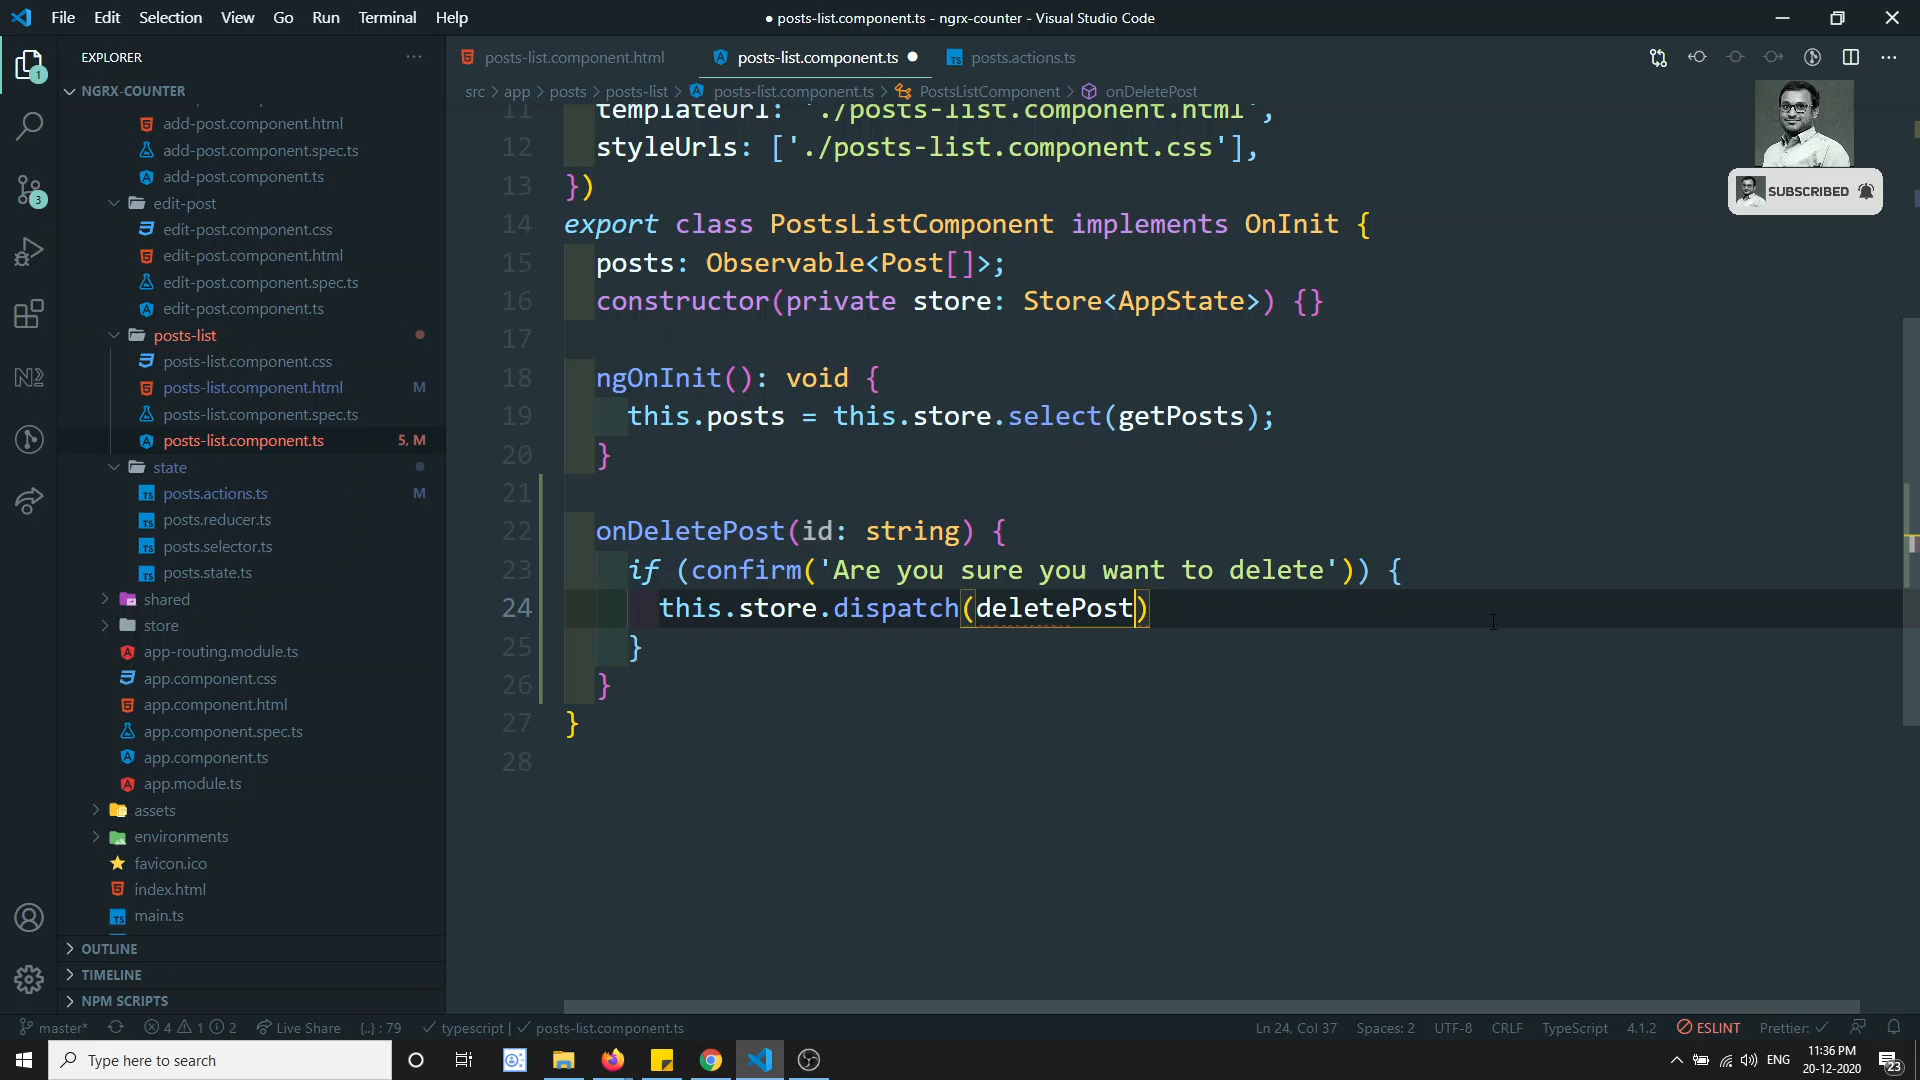 File Edit Selection View Go Run Terminal Help
● posts-list.component.ts - ngrx-counter - Visual Studio Code
EXPLORER
posts-list.component.html
posts-list.component.ts
posts.actions.ts
NGRX-COUNTER
src > app > posts > posts-list > posts-list.component.ts > PostsListComponent > onDeletePost
add-post.component.html
add-post.component.spec.ts
add-post.component.ts
edit-post
edit-post.component.css
edit-post.component.html
edit-post.component.spec.ts
edit-post.component.ts
posts-list
posts-list.component.css
posts-list.component.html M
posts-list.component.spec.ts
posts-list.component.ts 5, M
state
posts.actions.ts M
posts.reducer.ts
posts.selector.ts
posts.state.ts
shared
store
app-routing.module.ts
app.component.css
app.component.html
app.component.spec.ts
app.component.ts
app.module.ts
assets
environments
favicon.ico
index.html
main.ts
OUTLINE
TIMELINE
NPM SCRIPTS
1
3
11 templateUrl: './posts-list.component.html',
12 styleUrls: ['./posts-list.component.css'],
13 })
14 export class PostsListComponent implements OnInit {
15 posts: Observable<Post[]>;
16 constructor(private store: Store<AppState>) {}
17
18 ngOnInit(): void {
19 this.posts = this.store.select(getPosts);
20 }
21
22 onDeletePost(id: string) {
23 if (confirm('Are you sure you want to delete')) {
24 this.store.dispatch(deletePost)
25 }
26 }
27 }
28
SUBSCRIBED
master* 4 1 2 Live Share {..} : 79 typescript | posts-list.component.ts
Ln 24, Col 37 Spaces: 2 UTF-8 CRLF TypeScript 4.1.2 ESLINT Prettier: ✓
Type here to search
ENG
11:36 PM
20-12-2020
23